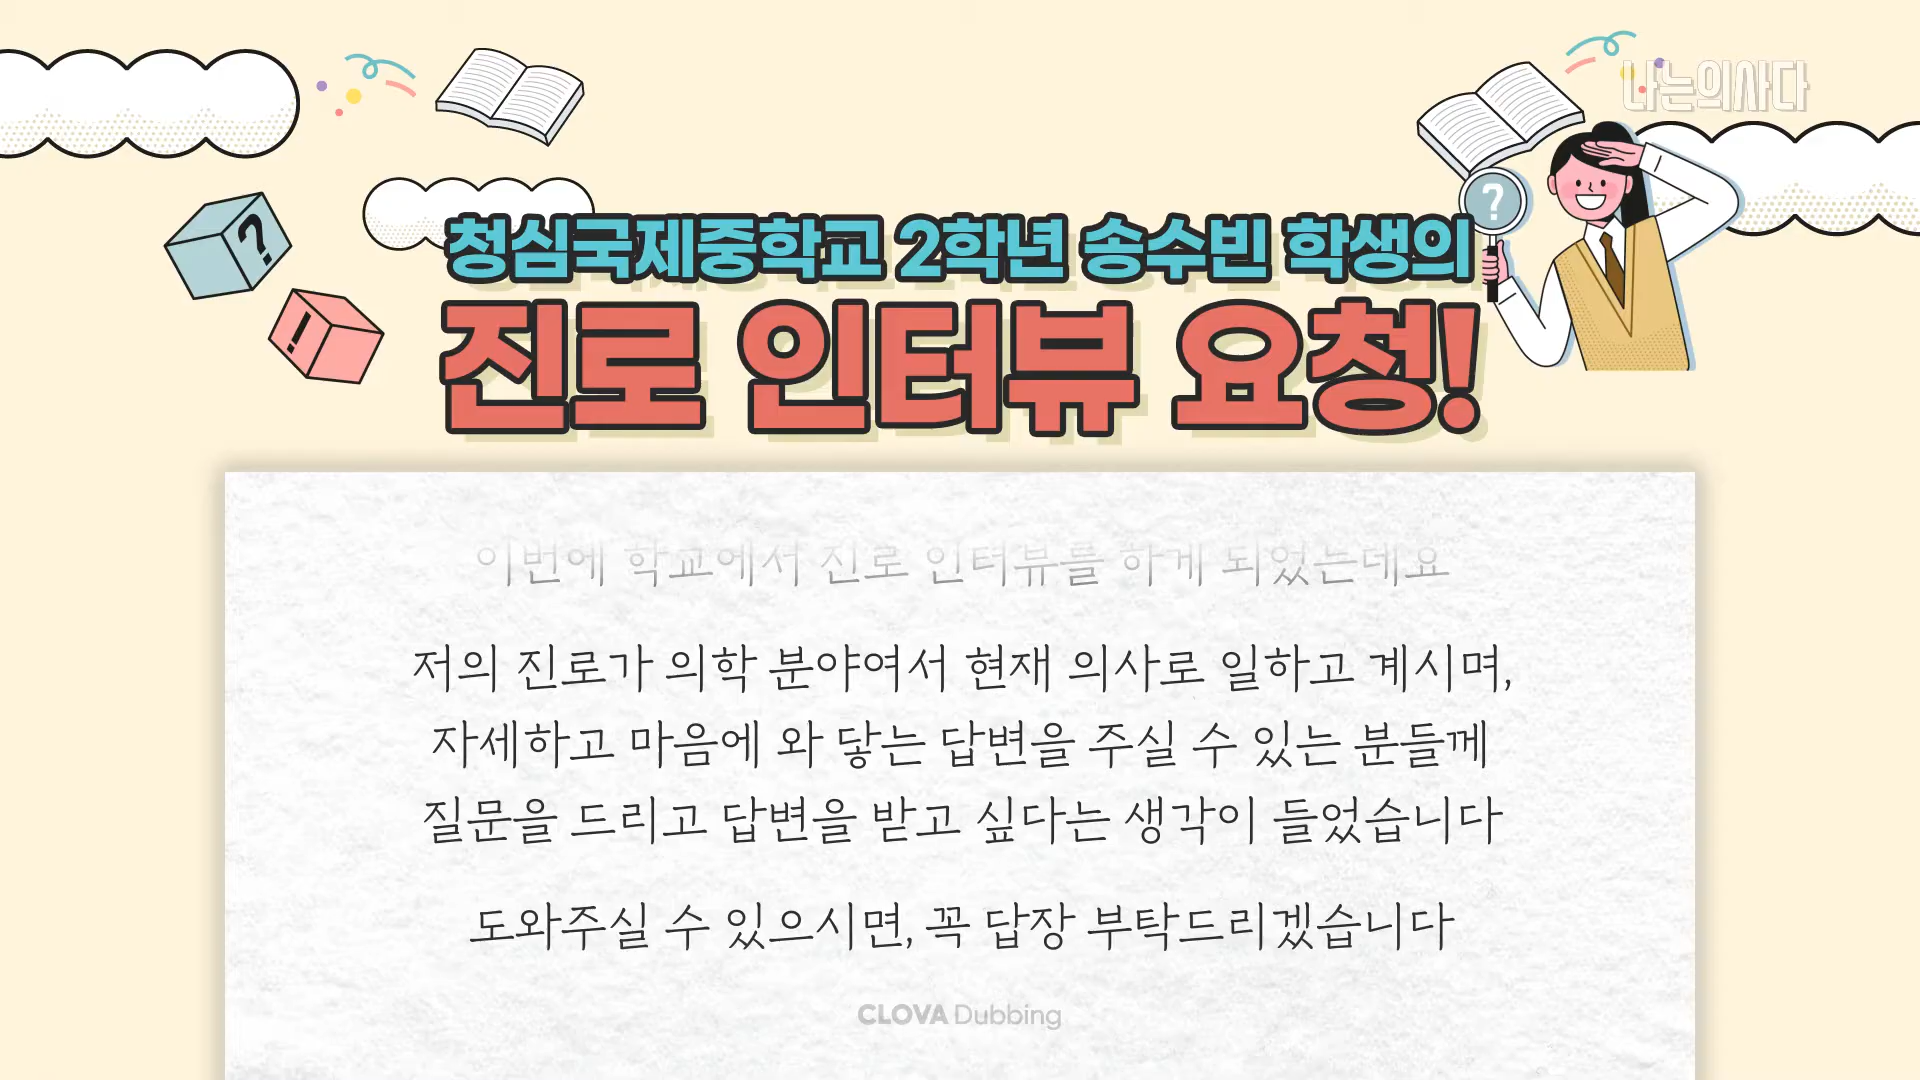 나는의사다
?
?
!
청심국제중학교 2학년 송수빈 학생의
진로 인터뷰 요청!
이번에 학교에서 진로 인터뷰를 하게 되었는데요
저의 진로가 의학 분야여서 현재 의사로 일하고 계시며,
자세하고 마음에 와 닿는 답변을 주실 수 있는 분들께
질문을 드리고 답변을 받고 싶다는 생각이 들었습니다
도와주실 수 있으시면, 꼭 답장 부탁드리겠습니다
CLOVA Dubbing